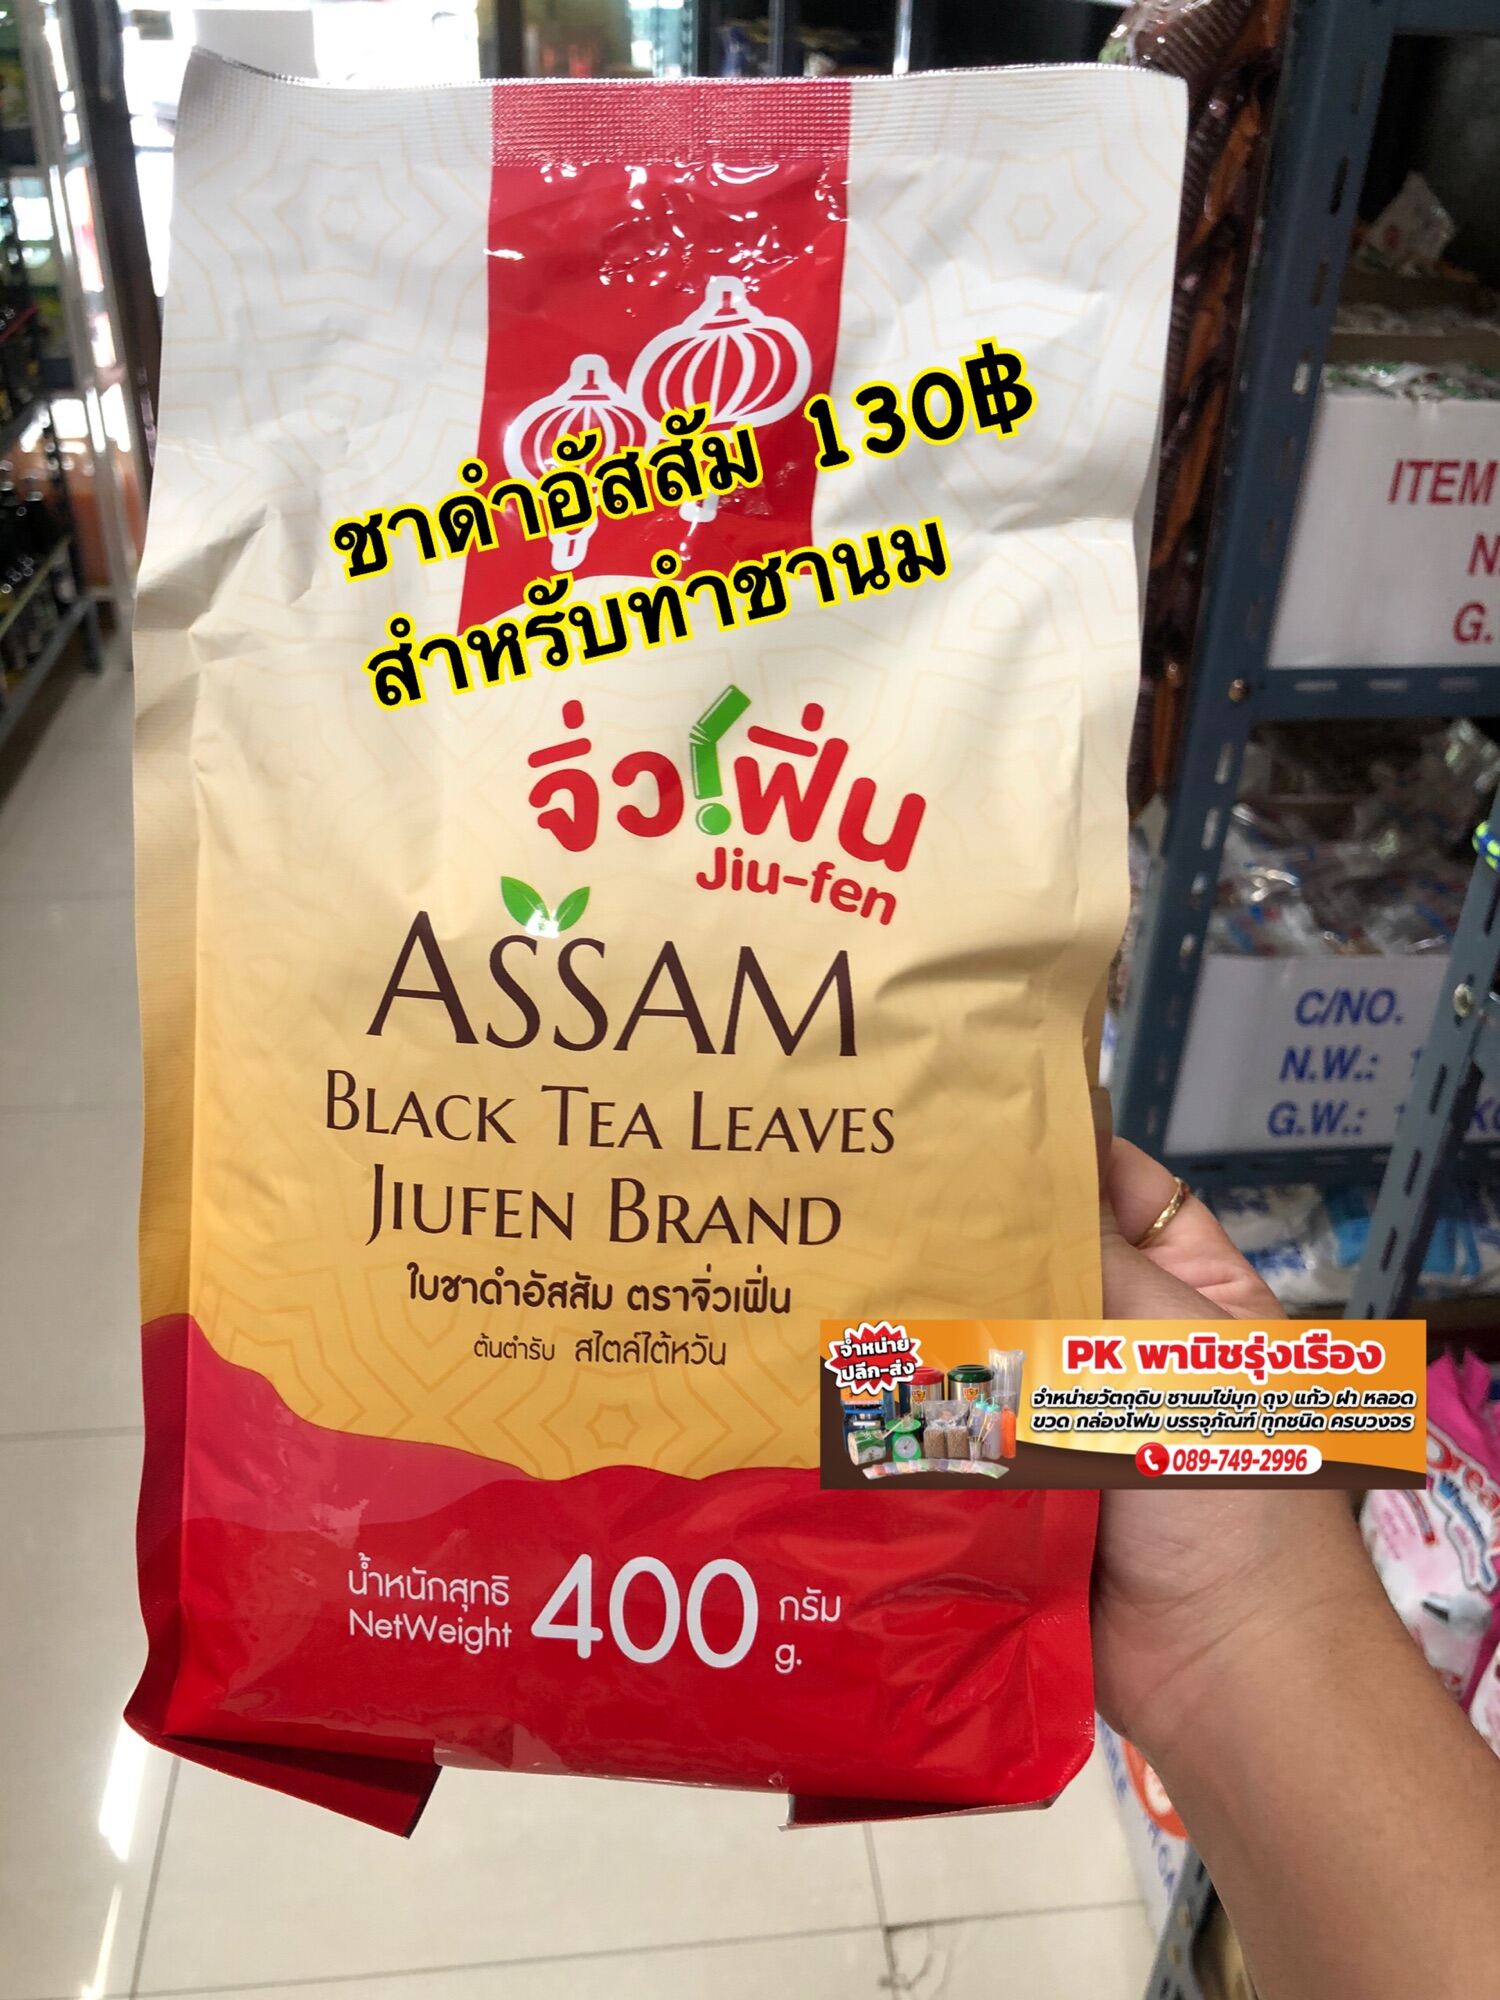 ชาดำอัสสัม 130฿
สำหรับทำชานม
จิ่วเฟิ่น
Jiu-fen
ASSAM
BLACK TEA LEAVES
JIUFEN BRAND
ใบชาดำอัสสัม ตราจิ่วเฟิ่น
ต้นตำรับ สไตล์ไต้หวัน
น้ำหนักสุทธิ 400 กรัม
NetWeight g.
จำหน่าย
ปลีก-ส่ง
PK พานิชรุ่งเรือง
จำหน่ายวัตถุดิบ ชานมไข่มุก ถุง แก้ว ฝา หลอด
ขวด กล่องโฟม บรรจุภัณฑ์ ทุกชนิด ครบวงจร
089-749-2996
ITEM
N.
G.
C/NO.
N.W.:
G.W.: